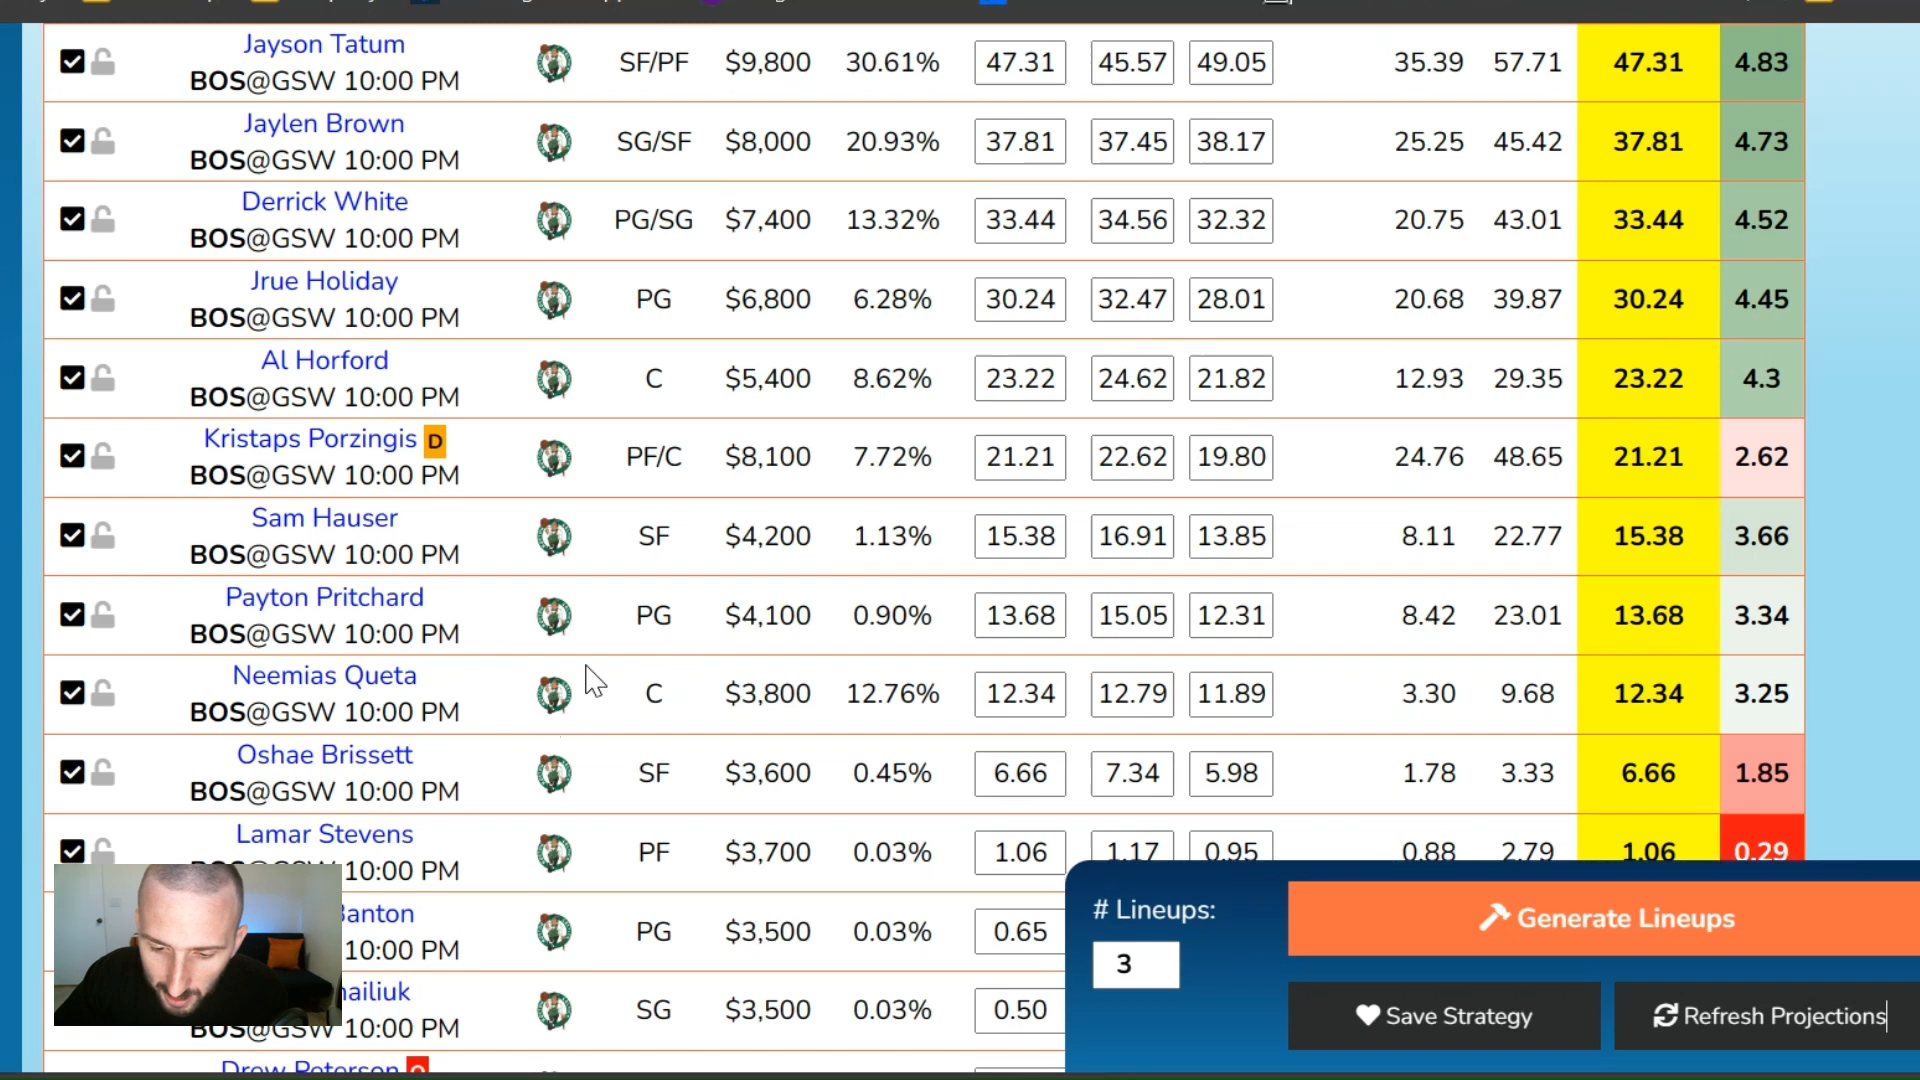 Jayson Tatum
BOS@GSW 10:00 PM SF/PF $9,800 30.61% 47.31 45.57 49.05 35.39 57.71 47.31 4.83
Jaylen Brown
BOS@GSW 10:00 PM SG/SF $8,000 20.93% 37.81 37.45 38.17 25.25 45.42 37.81 4.73
Derrick White
BOS@GSW 10:00 PM PG/SG $7,400 13.32% 33.44 34.56 32.32 20.75 43.01 33.44 4.52
Jrue Holiday
BOS@GSW 10:00 PM PG $6,800 6.28% 30.24 32.47 28.01 20.68 39.87 30.24 4.45
Al Horford
BOS@GSW 10:00 PM C $5,400 8.62% 23.22 24.62 21.82 12.93 29.35 23.22 4.3
Kristaps Porzingis D
BOS@GSW 10:00 PM PF/C $8,100 7.72% 21.21 22.62 19.80 24.76 48.65 21.21 2.62
Sam Hauser
BOS@GSW 10:00 PM SF $4,200 1.13% 15.38 16.91 13.85 8.11 22.77 15.38 3.66
Payton Pritchard
BOS@GSW 10:00 PM PG $4,100 0.90% 13.68 15.05 12.31 8.42 23.01 13.68 3.34
Neemias Queta
BOS@GSW 10:00 PM C $3,800 12.76% 12.34 12.79 11.89 3.30 9.68 12.34 3.25
Oshae Brissett
BOS@GSW 10:00 PM SF $3,600 0.45% 6.66 7.34 5.98 1.78 3.33 6.66 1.85
Lamar Stevens
10:00 PM PF $3,700 0.03% 1.06 1.17 0.95 0.88 2.79 1.06 0.29
Banton
10:00 PM PG $3,500 0.03% 0.65
hailiuk
BOS@GSW 10:00 PM SG $3,500 0.03% 0.50
Drew Peterson O
# Lineups:
3
Generate Lineups
Save Strategy
Refresh Projections